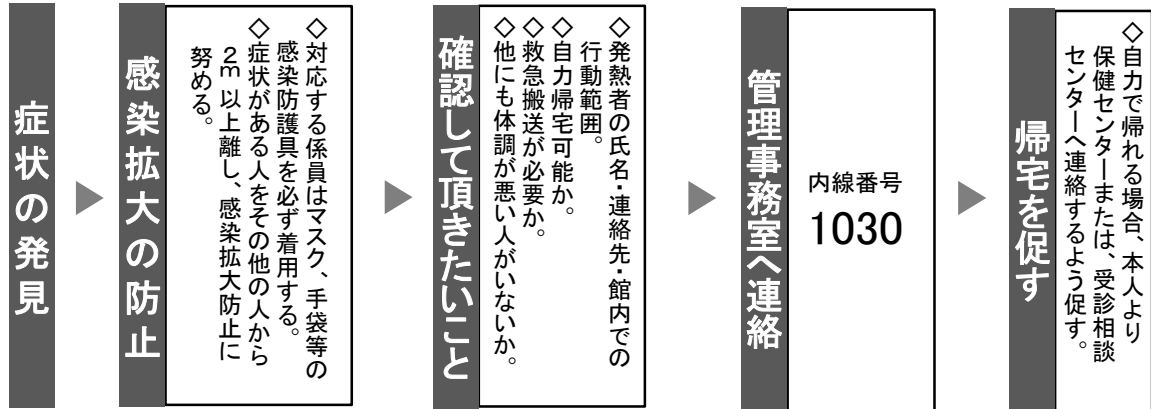 症状の発見
感染拡大の防止
◇対応する係員はマスク、手袋等の
感染防護具を必ず着用する。
◇症状がある人をその他の人から
2m以上離し、感染拡大防止に
努める。
確認して頂きたいこと
◇発熱者の氏名・連絡先・館内での
行動範囲。
◇自力帰宅可能か。
◇救急搬送が必要か。
◇他にも体調が悪い人がいないか。
管理事務室へ連絡
内線番号
1030
帰宅を促す
◇自力で帰れる場合、本人より
保健センターまたは、受診相談
センターへ連絡するよう促す。